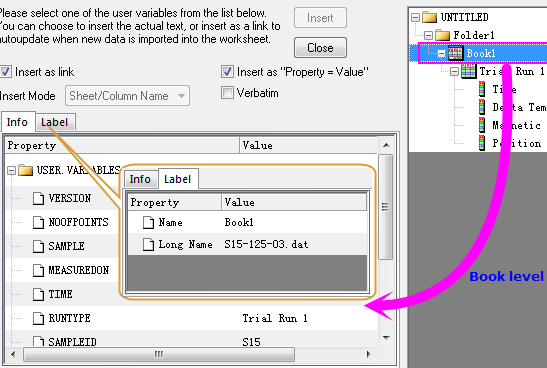 Please select one of the user variables from the list below.
You can choose to insert the actual text, or insert as a link to
autoupdate when new data is imported into the worksheet.
Insert
Close
Insert as link
Insert as "Property = Value"
Insert Mode
Sheet/Column Name
Verbatim
Info
Label
Property
Value
USER.VARIABLES
VERSION
NOOFPOINTS
SAMPLE
MEASUREDON
TIME
RUNTYPE
Trial Run 1
SAMPLEID
S15
Info
Label
Property
Value
Name
Book1
Long Name
S15-125-03.dat
UNTITLED
Folder1
Book1
Trial Run 1
Delta Tem
Magnetic
Position
Book level